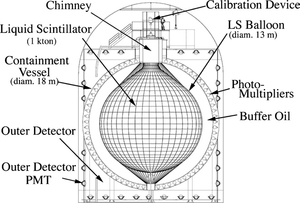 Chimney
Calibration Device
Liquid Scintillator
(1 kton)
LS Balloon
(diam. 13 m)
Containment
Vessel
(diam. 18 m)
Photo-
Multipliers
Buffer Oil
Outer Detector
Outer Detector
PMT